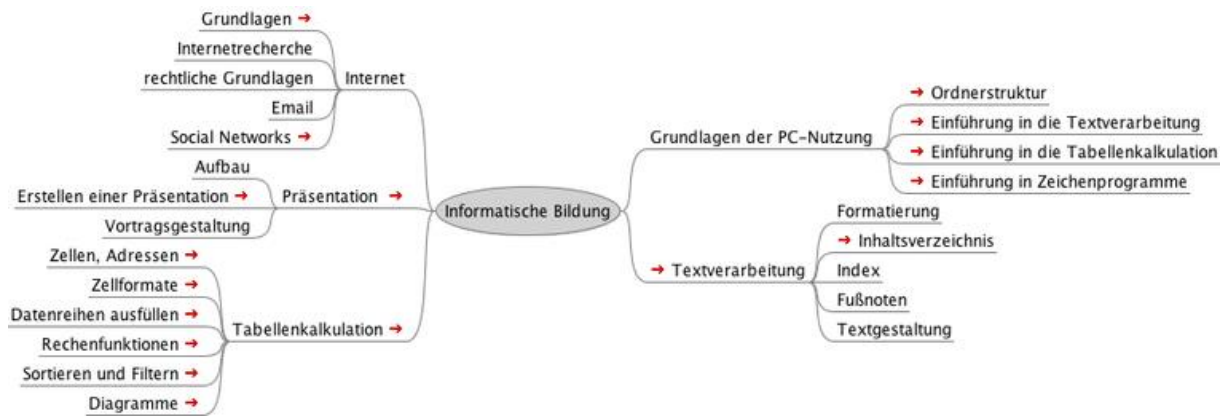 Grundlagen
Internetrecherche
rechtliche Grundlagen
Email
Social Networks
Internet
Aufbau
Erstellen einer Präsentation
Vortragsgestaltung
Präsentation
Zellen, Adressen
Zellformate
Datenreihen ausfüllen
Rechenfunktionen
Sortieren und Filtern
Diagramme
Tabellenkalkulation
Informatische Bildung
Grundlagen der PC-Nutzung
Ordnerstruktur
Einführung in die Textverarbeitung
Einführung in die Tabellenkalkulation
Einführung in Zeichenprogramme
Textverarbeitung
Formatierung
Inhaltsverzeichnis
Index
Fußnoten
Textgestaltung